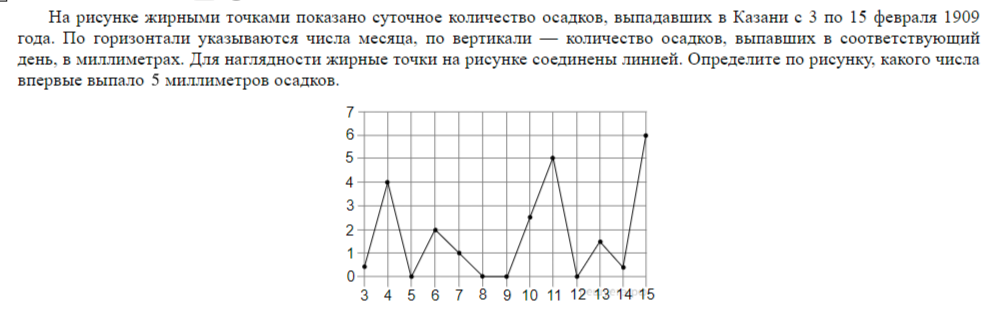 На рисунке жирными точками показано суточное количество осадков, выпадавших в Казани с 3 по 15 февраля 1909
года. По горизонтали указываются числа месяца, по вертикали — количество осадков, выпавших в соответствующий
день, в миллиметрах. Для наглядности жирные точки на рисунке соединены линией. Определите по рисунку, какого числа
впервые выпало 5 миллиметров осадков.
7
6
5
4
3
2
1
0
3 4 5 6 7 8 9 10 11 12 13 14 15